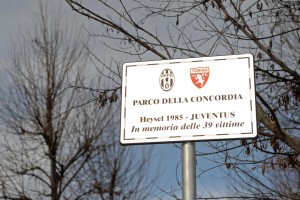 PARCO DELLA CONCORDIA
Heysel 1985 - JUVENTUS
In memoria delle 39 vittime